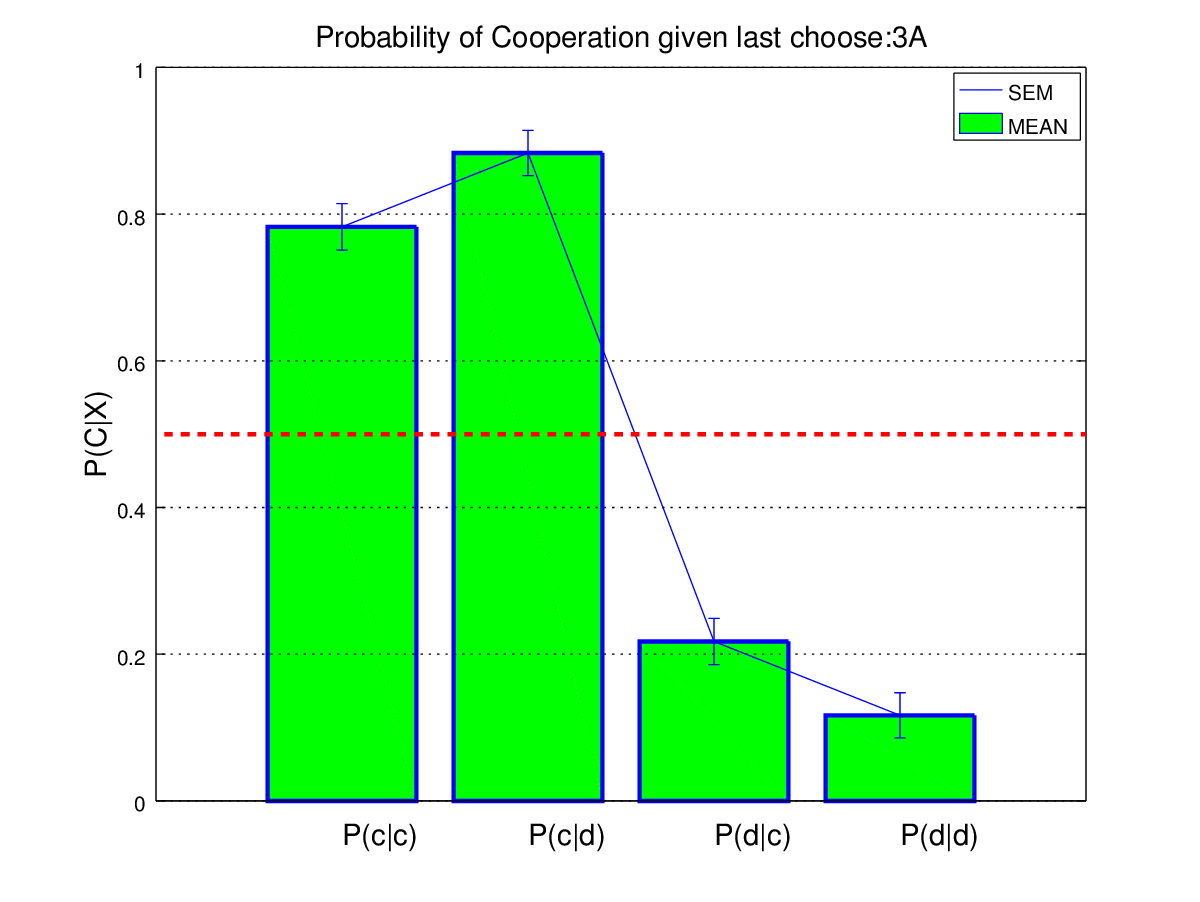 Probability of Cooperation given last choose:3A
SEM
MEAN
P(C|X)
1
0.8
0.6
0.4
0.2
0
P(c|c)
P(c|d)
P(d|c)
P(d|d)